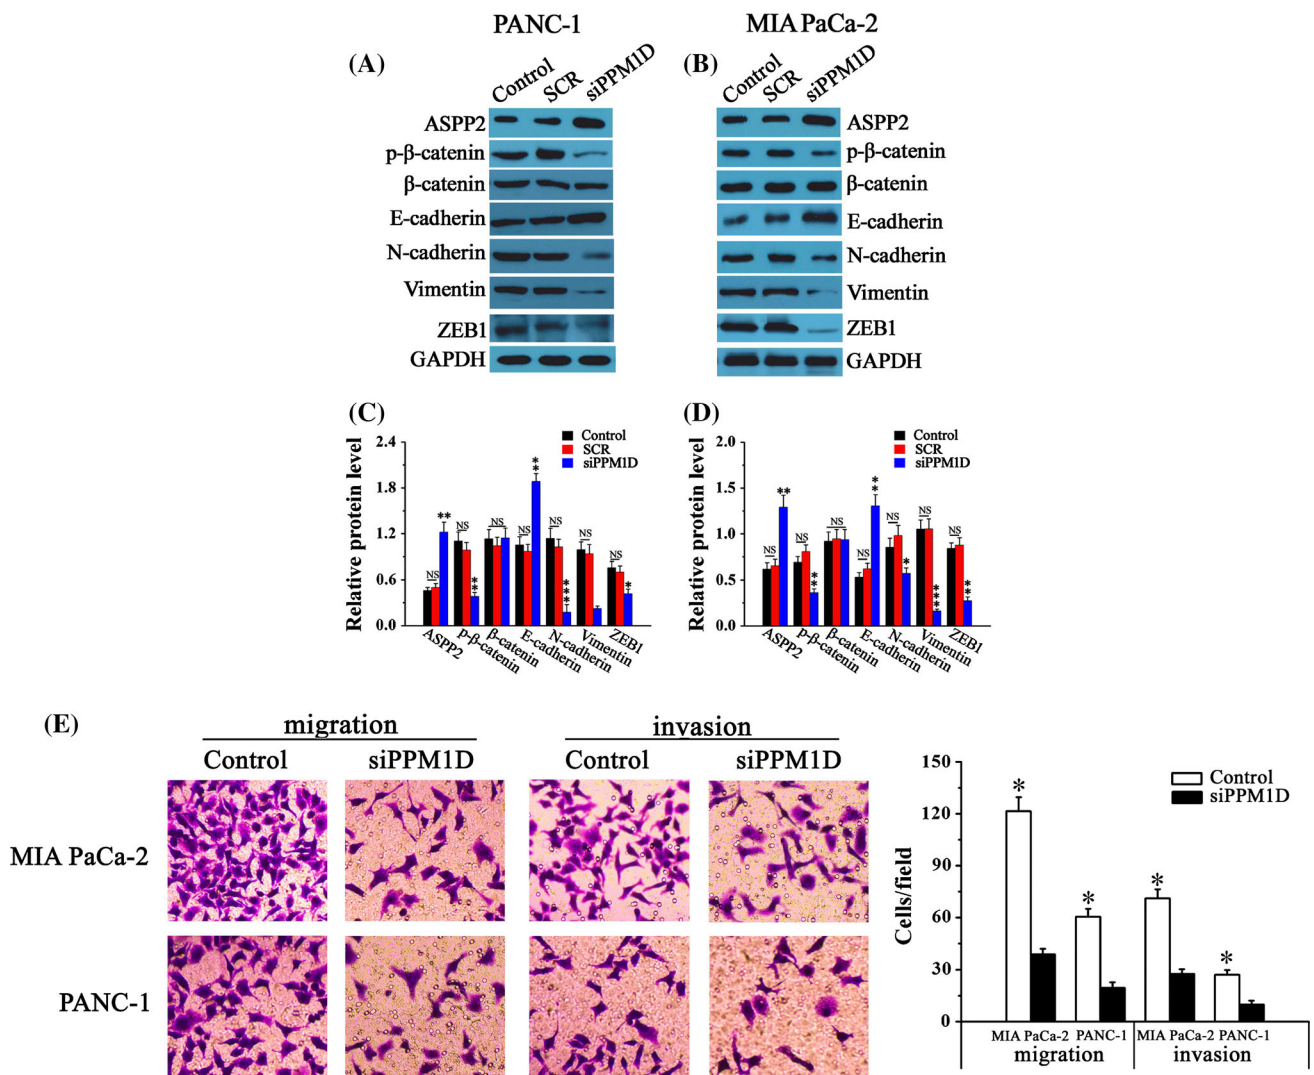 PANC-1
MIA PaCa-2
(A)
Control SCR siPPM1D
ASPP2
p-β-catenin
β-catenin
E-cadherin
N-cadherin
Vimentin
ZEB1
GAPDH
(B)
Control SCR siPPM1D
ASPP2
p-β-catenin
β-catenin
E-cadherin
N-cadherin
Vimentin
ZEB1
GAPDH
(C)
Relative protein level
2.4
1.8
1.2
0.6
0.0
Control
SCR
siPPM1D
NS ** NS ** NS NS ** NS *** NS *
ASPP2 p-β-catenin β-catenin E-cadherin N-cadherin Vimentin ZEB1
(D)
Relative protein level
2.0
1.5
1.0
0.5
0.0
Control
SCR
siPPM1D
NS ** NS ** NS NS ** NS * NS *** NS **
ASPP2 p-β-catenin β-catenin E-cadherin N-cadherin Vimentin ZEB1
(E)
migration invasion
Control siPPM1D Control siPPM1D
MIA PaCa-2
PANC-1
Cells/field
150
120
90
60
30
0
Control
siPPM1D
* * * *
MIA PaCa-2 PANC-1 MIA PaCa-2 PANC-1
migration invasion